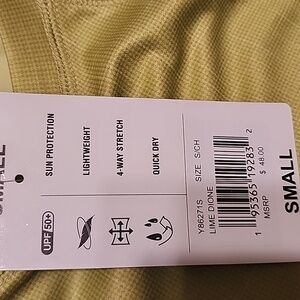 UPF 50+
SUN PROTECTION
LIGHTWEIGHT
4-WAY STRETCH
QUICK DRY
Y86271S SIZE S/CH
LIME DIONE
1 95365 19283 2
MSRP $ 48.00
SMALL